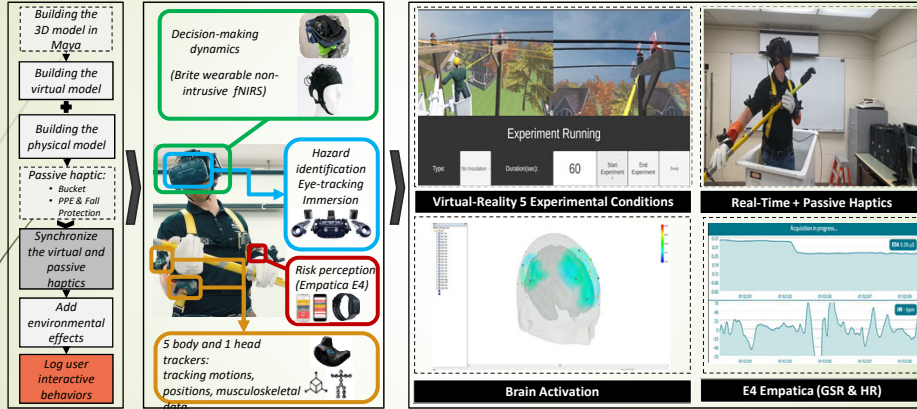 Building the
3D model in
Maya
Building the
virtual model
Building the
physical model
Passive haptic:
• Bucket
• PPE & Fall
Protection
Synchronize
the virtual and
passive
haptics
Add
environmental
effects
Log user
interactive
behaviors
Decision-making
dynamics
(Brite wearable non-
intrusive fNIRS)
Hazard
identification
Eye-tracking
Immersion
Risk perception
(Empatica E4)
5 body and 1 head
trackers:
tracking motions,
positions, musculoskeletal
data
Experiment Running
Type:
No Insulation
Duration(sec):
60
Start
Experiment
End
Experiment
Virtual-Reality 5 Experimental Conditions
Real-Time + Passive Haptics
Brain Activation
Acquisition in progress...
EDA 0.26 µS
HR - bpm
E4 Empatica (GSR & HR)